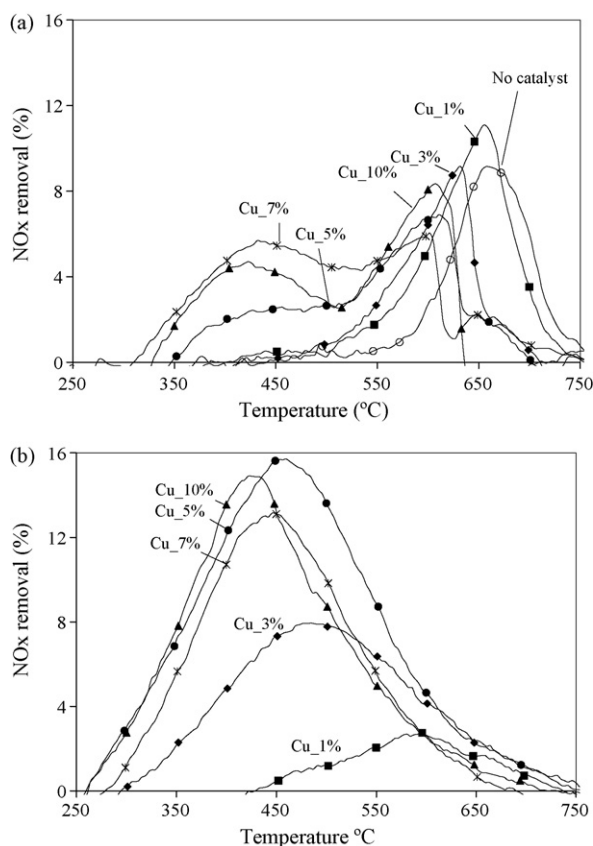 (a)
16
12
8
4
0
NOx removal (%)
No catalyst
Cu_1%
Cu_3%
Cu_10%
Cu_7%
Cu_5%
250 350 450 550 650 750
Temperature (ºC)
(b)
16
12
8
4
0
NOx removal (%)
Cu_10%
Cu_5%
Cu_7%
Cu_3%
Cu_1%
250 350 450 550 650 750
Temperature ºC